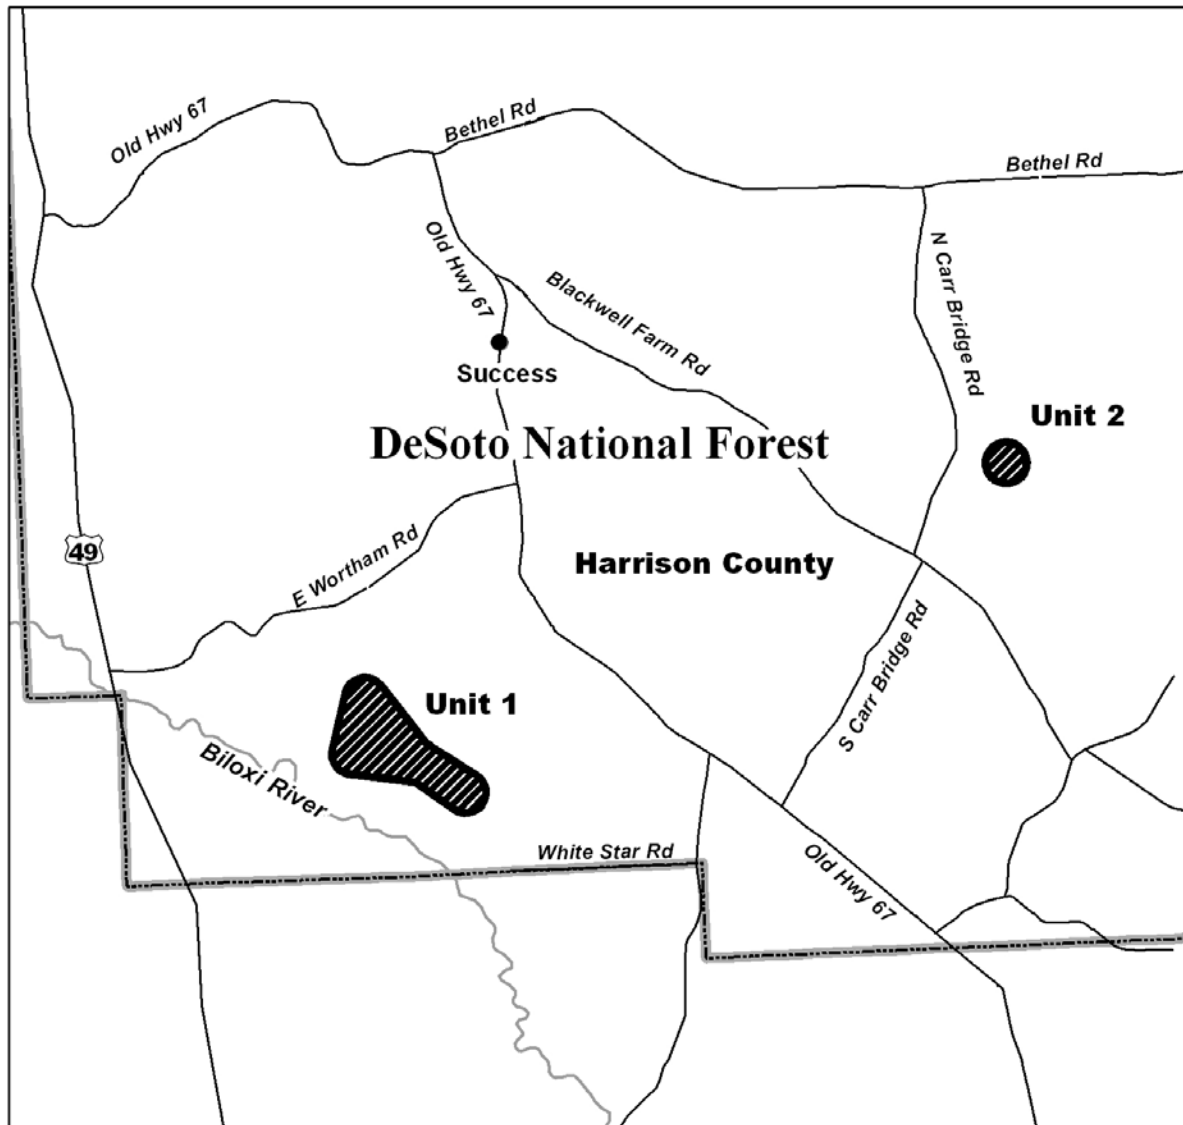 Old Hwy 67
Bethel Rd
Bethel Rd
Old Hwy 67
N Carr Bridge Rd
Blackwell Farm Rd
Success
Unit 2
DeSoto National Forest
49
E Wortham Rd
Harrison County
S Carr Bridge Rd
Unit 1
Biloxi River
White Star Rd
Old Hwy 67